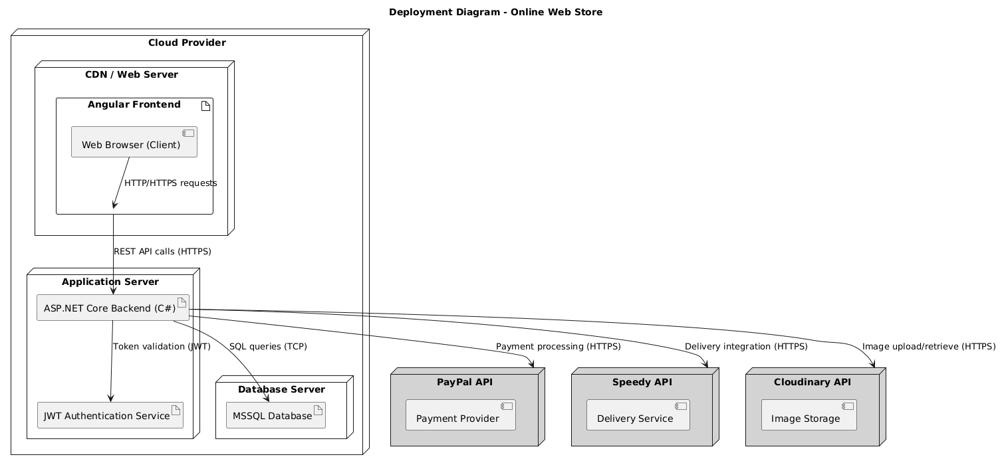 Deployment Diagram - Online Web Store
Cloud Provider
CDN / Web Server
Angular Frontend
Web Browser (Client)
HTTP/HTTPS requests
REST API calls (HTTPS)
Application Server
ASP.NET Core Backend (C#)
Token validation (JWT)
SQL queries (TCP)
Payment processing (HTTPS)
Delivery integration (HTTPS)
Image upload/retrieve (HTTPS)
Database Server
PayPal API
Speedy API
Cloudinary API
JWT Authentication Service
MSSQL Database
Payment Provider
Delivery Service
Image Storage